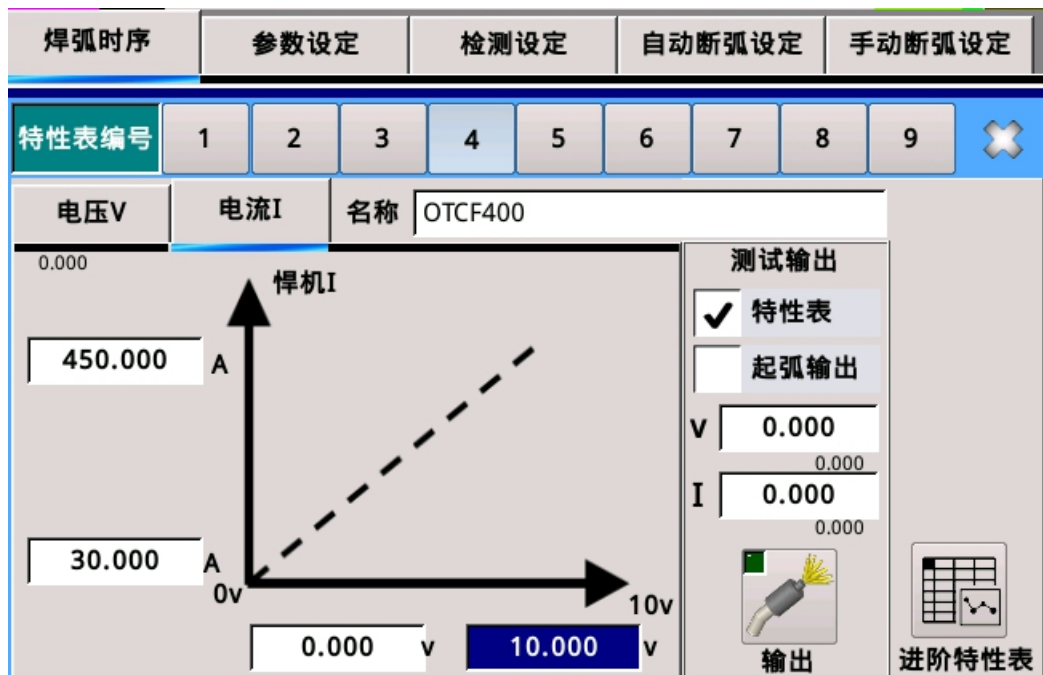 焊弧时序 参数设定 检测设定 自动断弧设定 手动断弧设定
特性表编号 1 2 3 4 5 6 7 8 9
电压V 电流I 名称 OTCF400
0.000
悍机I
450.000 A
30.000 A
0v
10v
0.000 v 10.000 v
测试输出
特性表
起弧输出
V 0.000
0.000
I 0.000
0.000
输出
进阶特性表